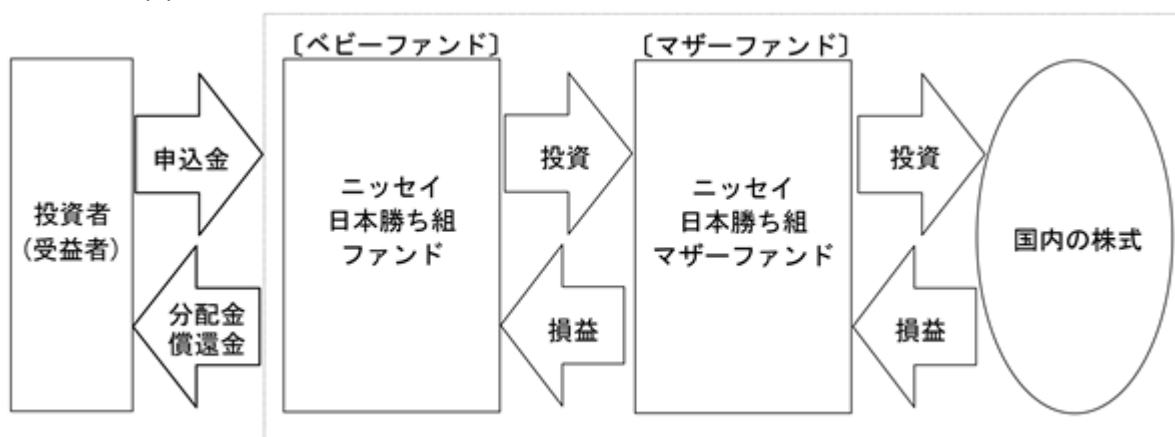 〔ベビーファンド〕
〔マザーファンド〕
投資者
（受益者）
申込金
分配金
償還金
ニッセイ
日本勝ち組
ファンド
投資
損益
ニッセイ
日本勝ち組
マザーファンド
投資
損益
国内の株式